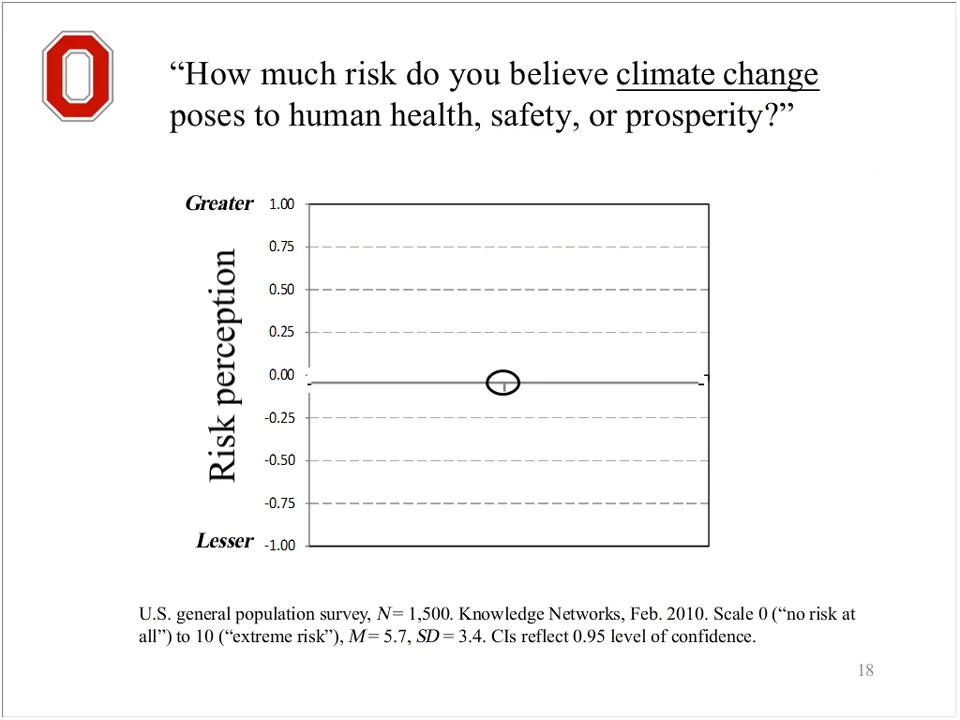 “How much risk do you believe climate change
poses to human health, safety, or prosperity?”
Greater
1.00
0.75
0.50
0.25
0.00
-0.25
-0.50
-0.75
-1.00
Lesser
Risk perception
U.S. general population survey, N = 1,500. Knowledge Networks, Feb. 2010. Scale 0 (“no risk at
all”) to 10 (“extreme risk”), M = 5.7, SD = 3.4. CIs reflect 0.95 level of confidence.
18